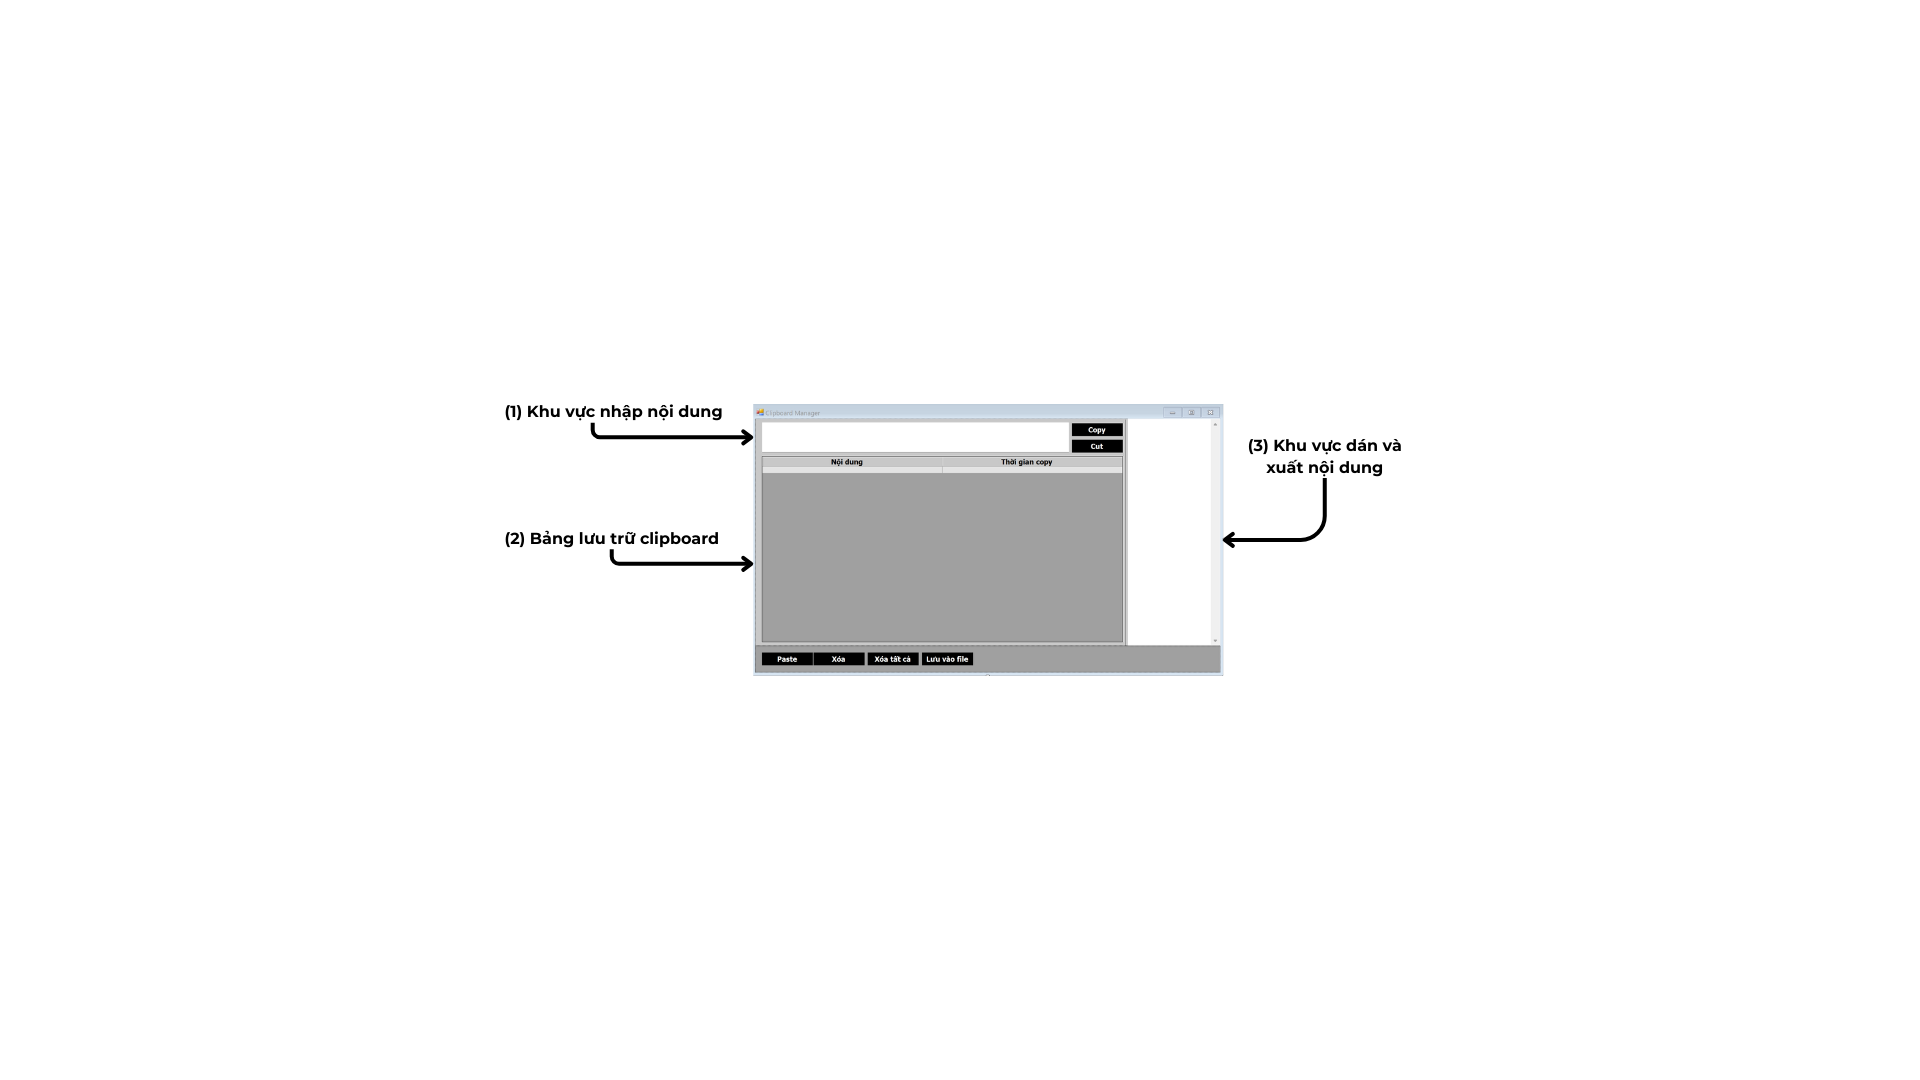 (1) Khu vực nhập nội dung
Clipboard Manager
Copy
Cut
(3) Khu vực dán và
xuất nội dung
Nội dung
Thời gian copy
(2) Bảng lưu trữ clipboard
Paste
Xóa
Xóa tất cả
Lưu vào file